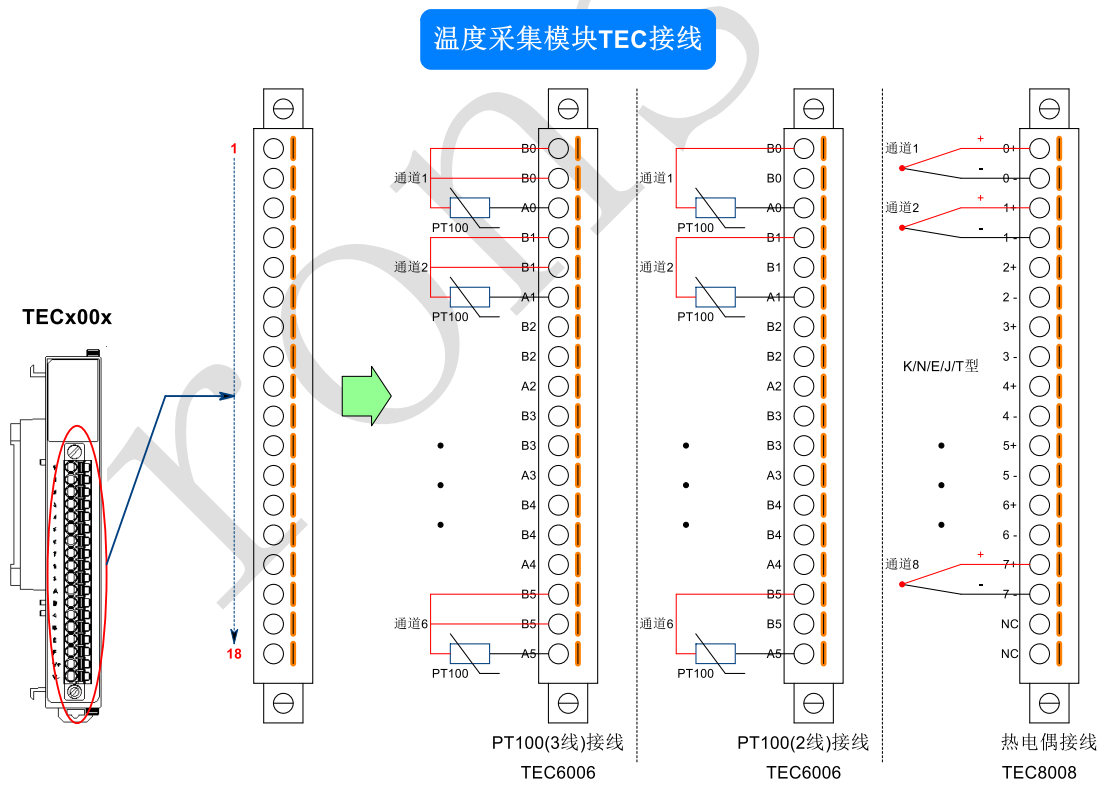 温度采集模块TEC接线
TECx00x
1
18
通道1
PT100
通道2
PT100
通道6
PT100
B0
B0
A0
B1
B1
A1
B2
B2
A2
B3
B3
A3
B4
B4
A4
B5
B5
A5
PT100(3线)接线
TEC6006
通道1
PT100
通道2
PT100
通道6
PT100
B0
B0
A0
B1
B1
A1
B2
B2
A2
B3
B3
A3
B4
B4
A4
B5
B5
A5
PT100(2线)接线
TEC6006
通道1
+
-
通道2
+
-
K/N/E/J/T型
通道8
+
-
0+
0 -
1+
1 -
2+
2 -
3+
3 -
4+
4 -
5+
5 -
6+
6 -
7+
7 -
NC
NC
热电偶接线
TEC8008